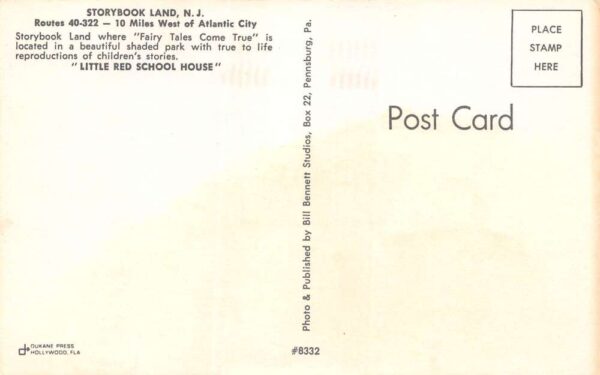 STORYBOOK LAND, N. J.
Routes 40-322 — 10 Miles West of Atlantic City
Storybook Land where "Fairy Tales Come True" is
located in a beautiful shaded park with true to life
reproductions of children's stories.
"LITTLE RED SCHOOL HOUSE"
Photo & Published by Bill Bennett Studios, Box 22, Pennsburg, Pa.
PLACE
STAMP
HERE
Post Card
DUKANE PRESS
HOLLYWOOD, FLA
#8332